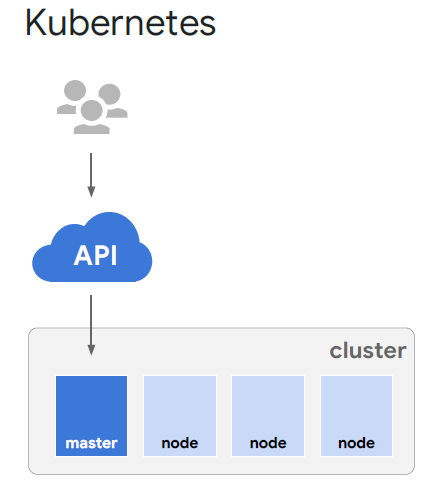 Kubernetes
API
cluster
master
node
node
node